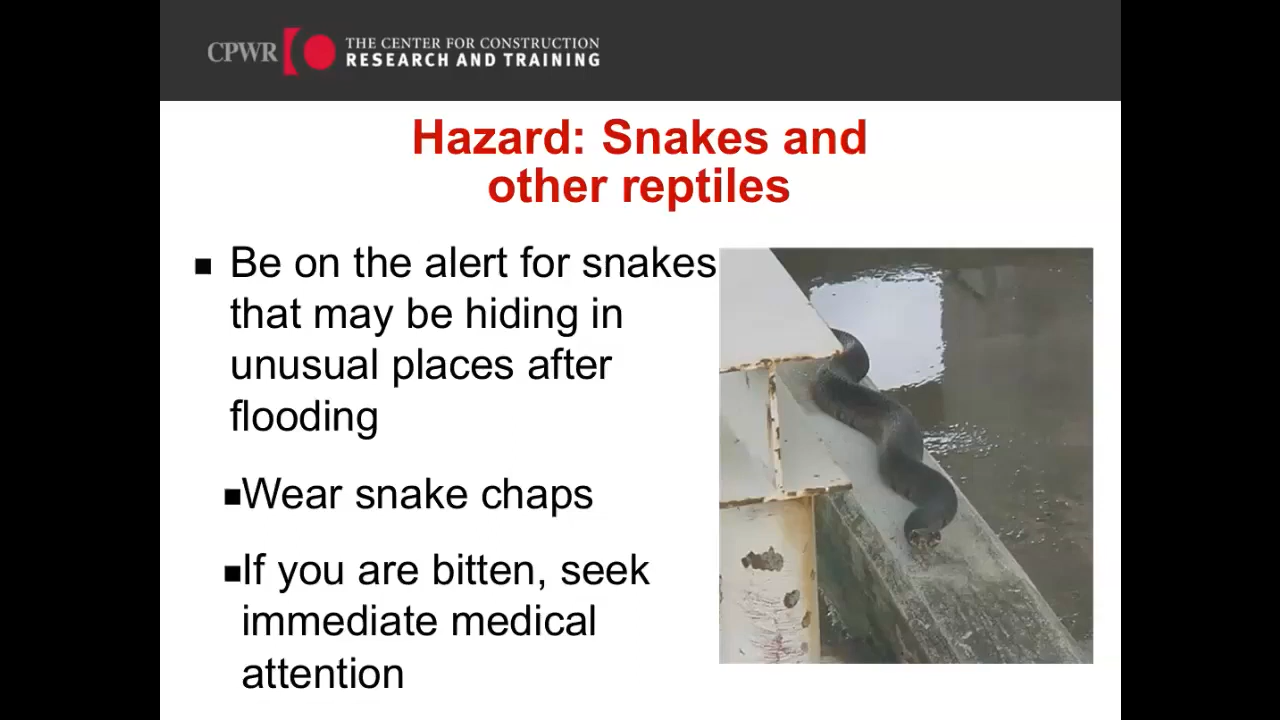 CPWR
THE CENTER FOR CONSTRUCTION
RESEARCH AND TRAINING
Hazard: Snakes and
other reptiles
▪ Be on the alert for snakes
that may be hiding in
unusual places after
flooding
▪Wear snake chaps
▪If you are bitten, seek
immediate medical
attention